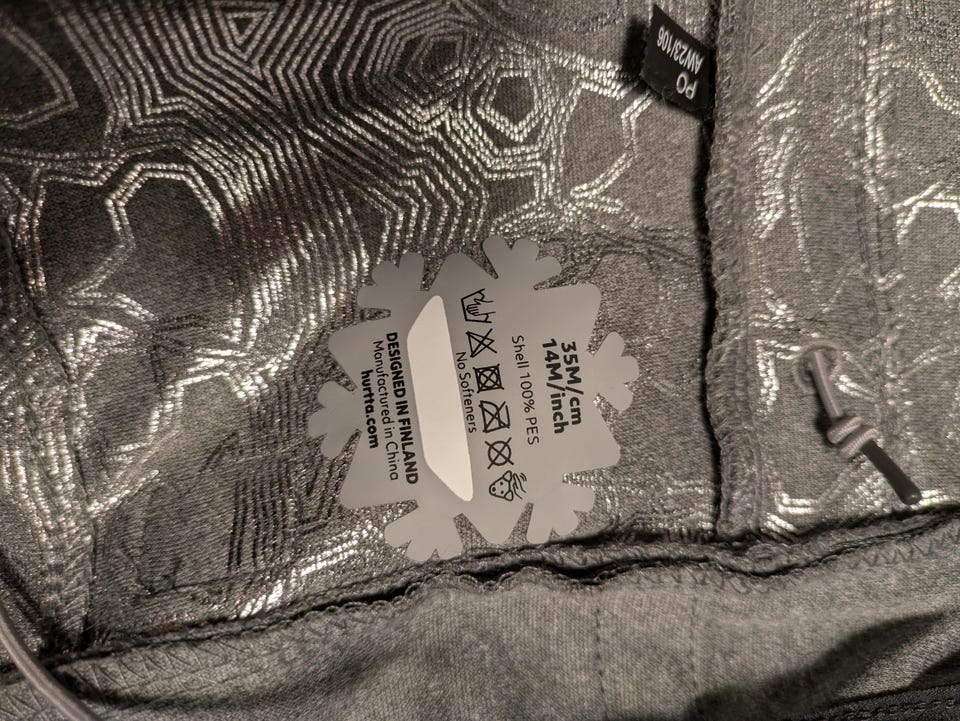 35M/cm
14M/inch
Shell 100% PES
No Softeners
DESIGNED IN FINLAND
Manufactured in China
hurtta.com
PO
AW23/106